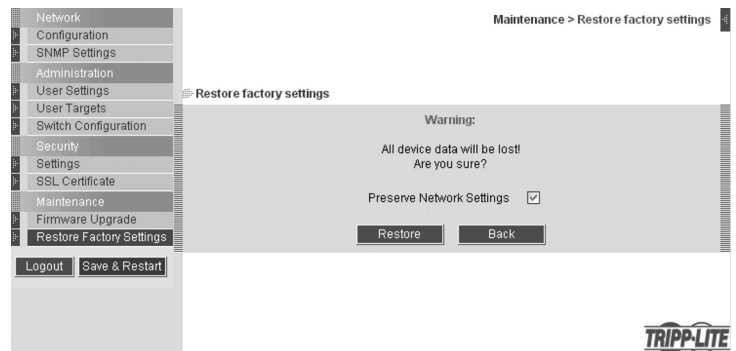 Network
Configuration
SNMP Settings
Administration
User Settings
User Targets
Switch Configuration
Security
Settings
SSL Certificate
Maintenance
Firmware Upgrade
Restore Factory Settings
Logout
Save & Restart
Maintenance > Restore factory settings
Restore factory settings
Warning:
All device data will be lost!
Are you sure?
Preserve Network Settings
Restore
Back
TRIPP-LITE